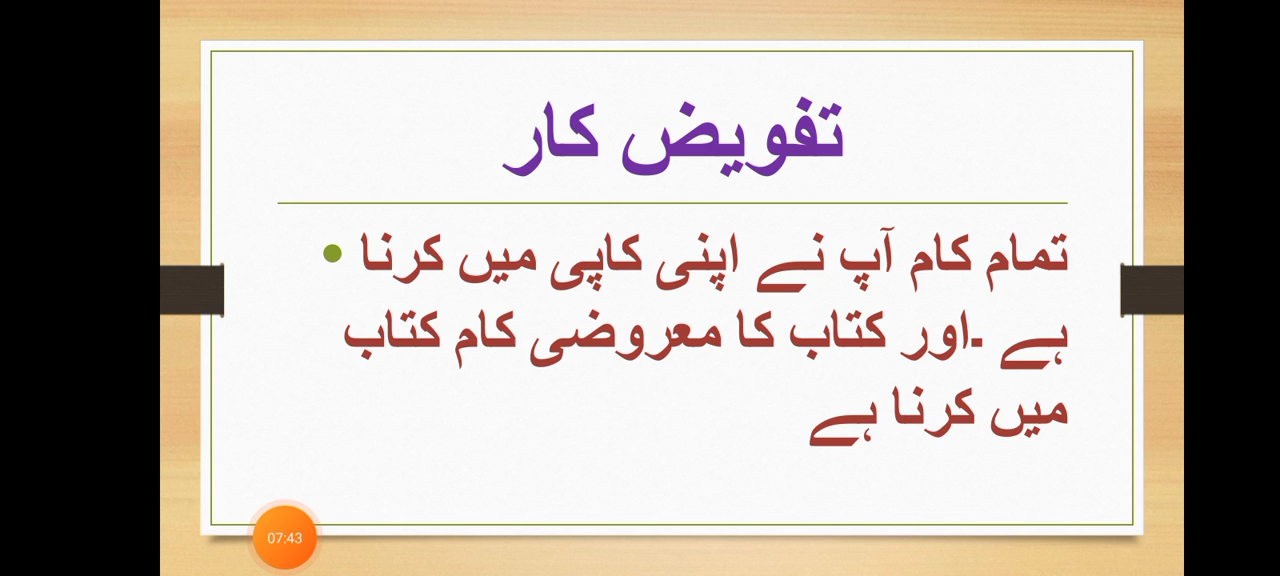 تفویض کار
تمام کام آپ نے اپنی کاپی میں کرنا
ہے ۔اور کتاب کا معروضی کام کتاب
میں کرنا ہے
07:43